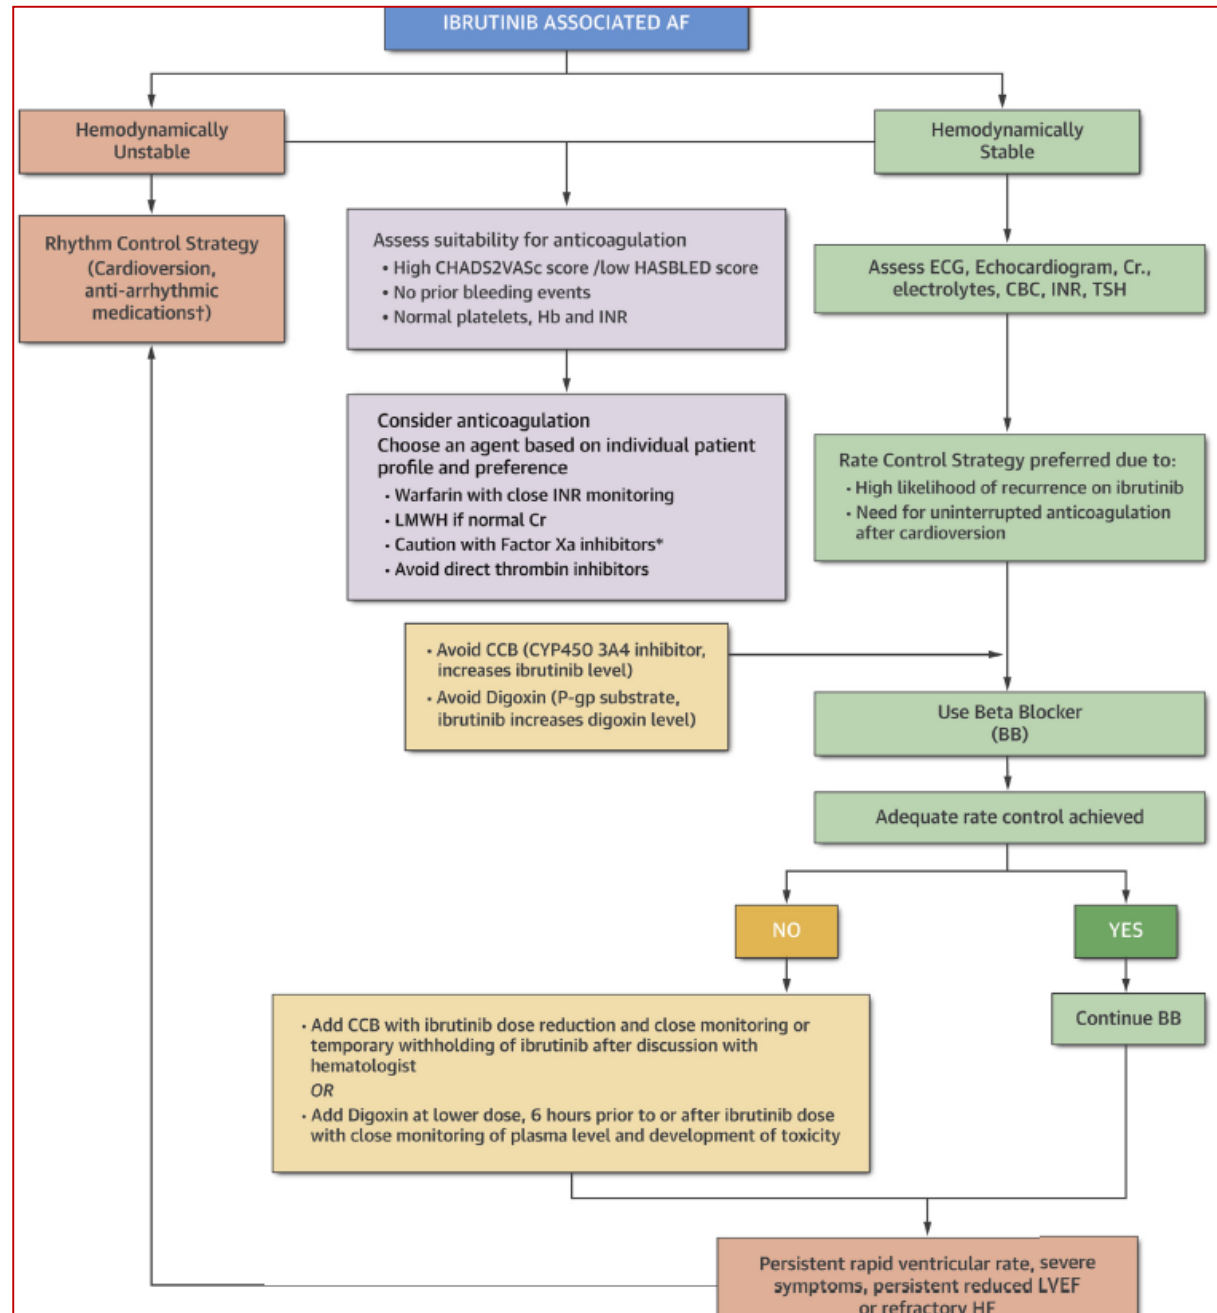 IBRUTINIB ASSOCIATED AF
Hemodynamically
Unstable
Hemodynamically
Stable
Rhythm Control Strategy
(Cardioversion,
anti-arrhythmic
medications†)
Assess suitability for anticoagulation
• High CHADS2VASc score /low HASBLED score
• No prior bleeding events
• Normal platelets, Hb and INR
Assess ECG, Echocardiogram, Cr.,
electrolytes, CBC, INR, TSH
Consider anticoagulation
Choose an agent based on individual patient
profile and preference
• Warfarin with close INR monitoring
• LMWH if normal Cr
• Caution with Factor Xa inhibitors*
• Avoid direct thrombin inhibitors
Rate Control Strategy preferred due to:
• High likelihood of recurrence on ibrutinib
• Need for uninterrupted anticoagulation
after cardioversion
• Avoid CCB (CYP450 3A4 inhibitor,
increases ibrutinib level)
• Avoid Digoxin (P-gp substrate,
ibrutinib increases digoxin level)
Use Beta Blocker
(BB)
Adequate rate control achieved
NO
YES
• Add CCB with ibrutinib dose reduction and close monitoring or
temporary withholding of ibrutinib after discussion with
hematologist
OR
• Add Digoxin at lower dose, 6 hours prior to or after ibrutinib dose
with close monitoring of plasma level and development of toxicity
Continue BB
Persistent rapid ventricular rate, severe
symptoms, persistent reduced LVEF
or refractory HF